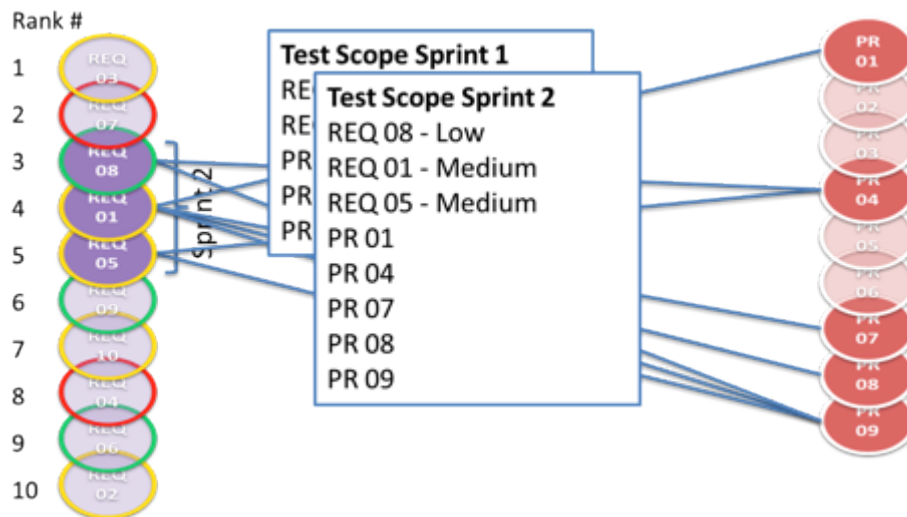 Rank #
1
REQ
03
2
REQ
07
3
REQ
08
4
REQ
01
5
REQ
05
6
REQ
09
7
REQ
10
8
REQ
04
9
REQ
06
10
REQ
02
Sprint 2
Test Scope Sprint 1
PR
PR
PR
Test Scope Sprint 2
REQ 08 - Low
REQ 01 - Medium
REQ 05 - Medium
PR 01
PR 04
PR 07
PR 08
PR 09
PR
01
PR
02
PR
03
PR
04
PR
05
PR
06
PR
07
PR
08
PR
09